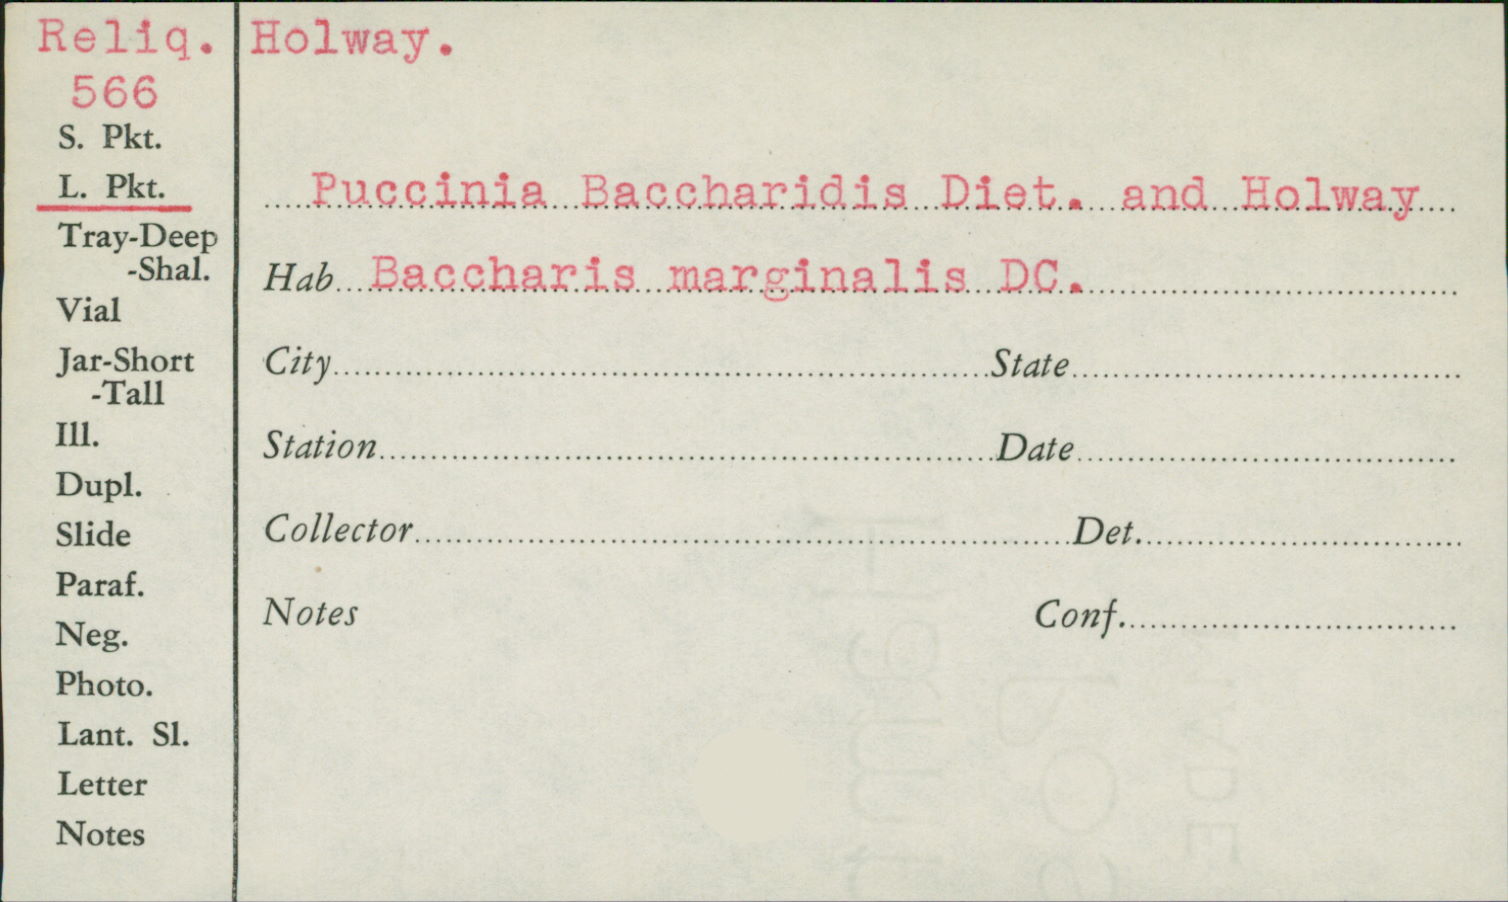 Reliq. Holway.
566
S. Pkt.
L. Pkt.
Tray-Deep
-Shal.
Vial
Jar-Short
-Tall
Ill.
Dupl.
Slide
Paraf.
Neg.
Photo.
Lant. Sl.
Letter
Notes
Puccinia Baccharidis Diet. and Holway
Hab Baccharis marginalis DC.
City State
Station Date
Collector Det.
Notes Conf.